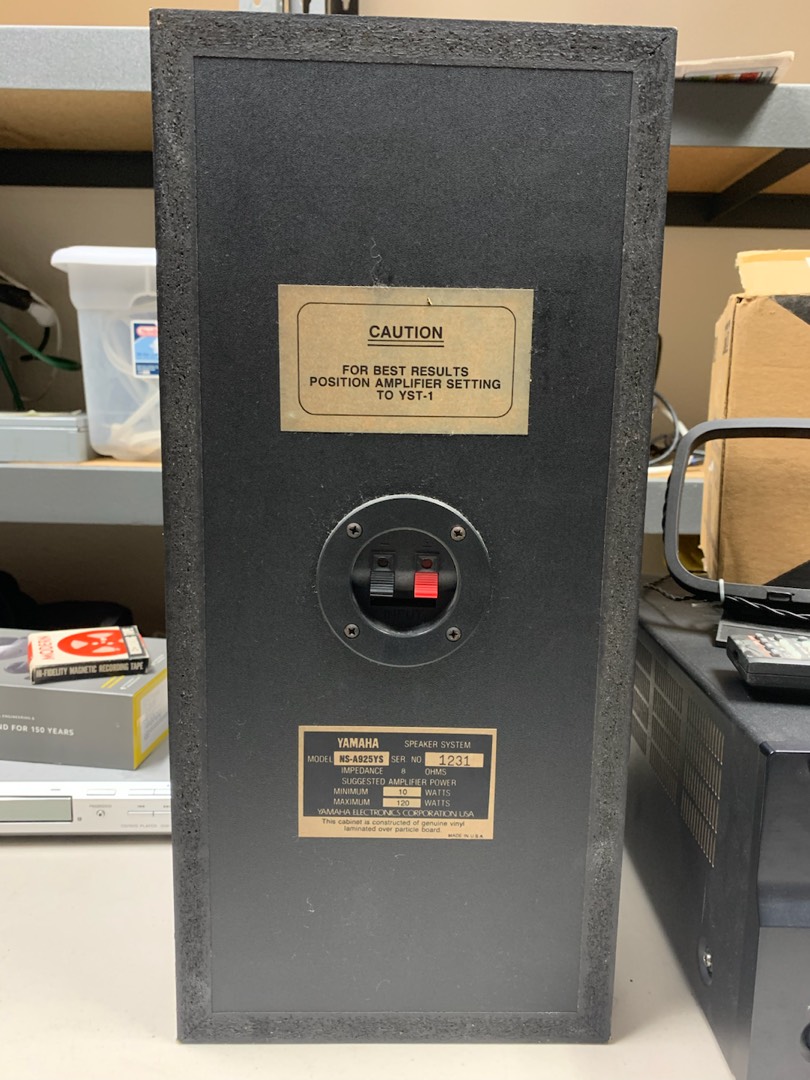 CAUTION
FOR BEST RESULTS
POSITION AMPLIFIER SETTING
TO YST-1
MODERN
HI-FIDELITY MAGNETIC RECORDING TAPE
ND FOR 150 YEARS
YAMAHA SPEAKER SYSTEM
MODEL NS-A925YS SER NO 1231
IMPEDANCE 8 OHMS
SUGGESTED AMPLIFIER POWER
MINIMUM 10 WATTS
MAXIMUM 120 WATTS
YAMAHA ELECTRONICS CORPORATION, USA
This cabinet is constructed of genuine vinyl
laminated over particle board.
MADE IN U.S.A.